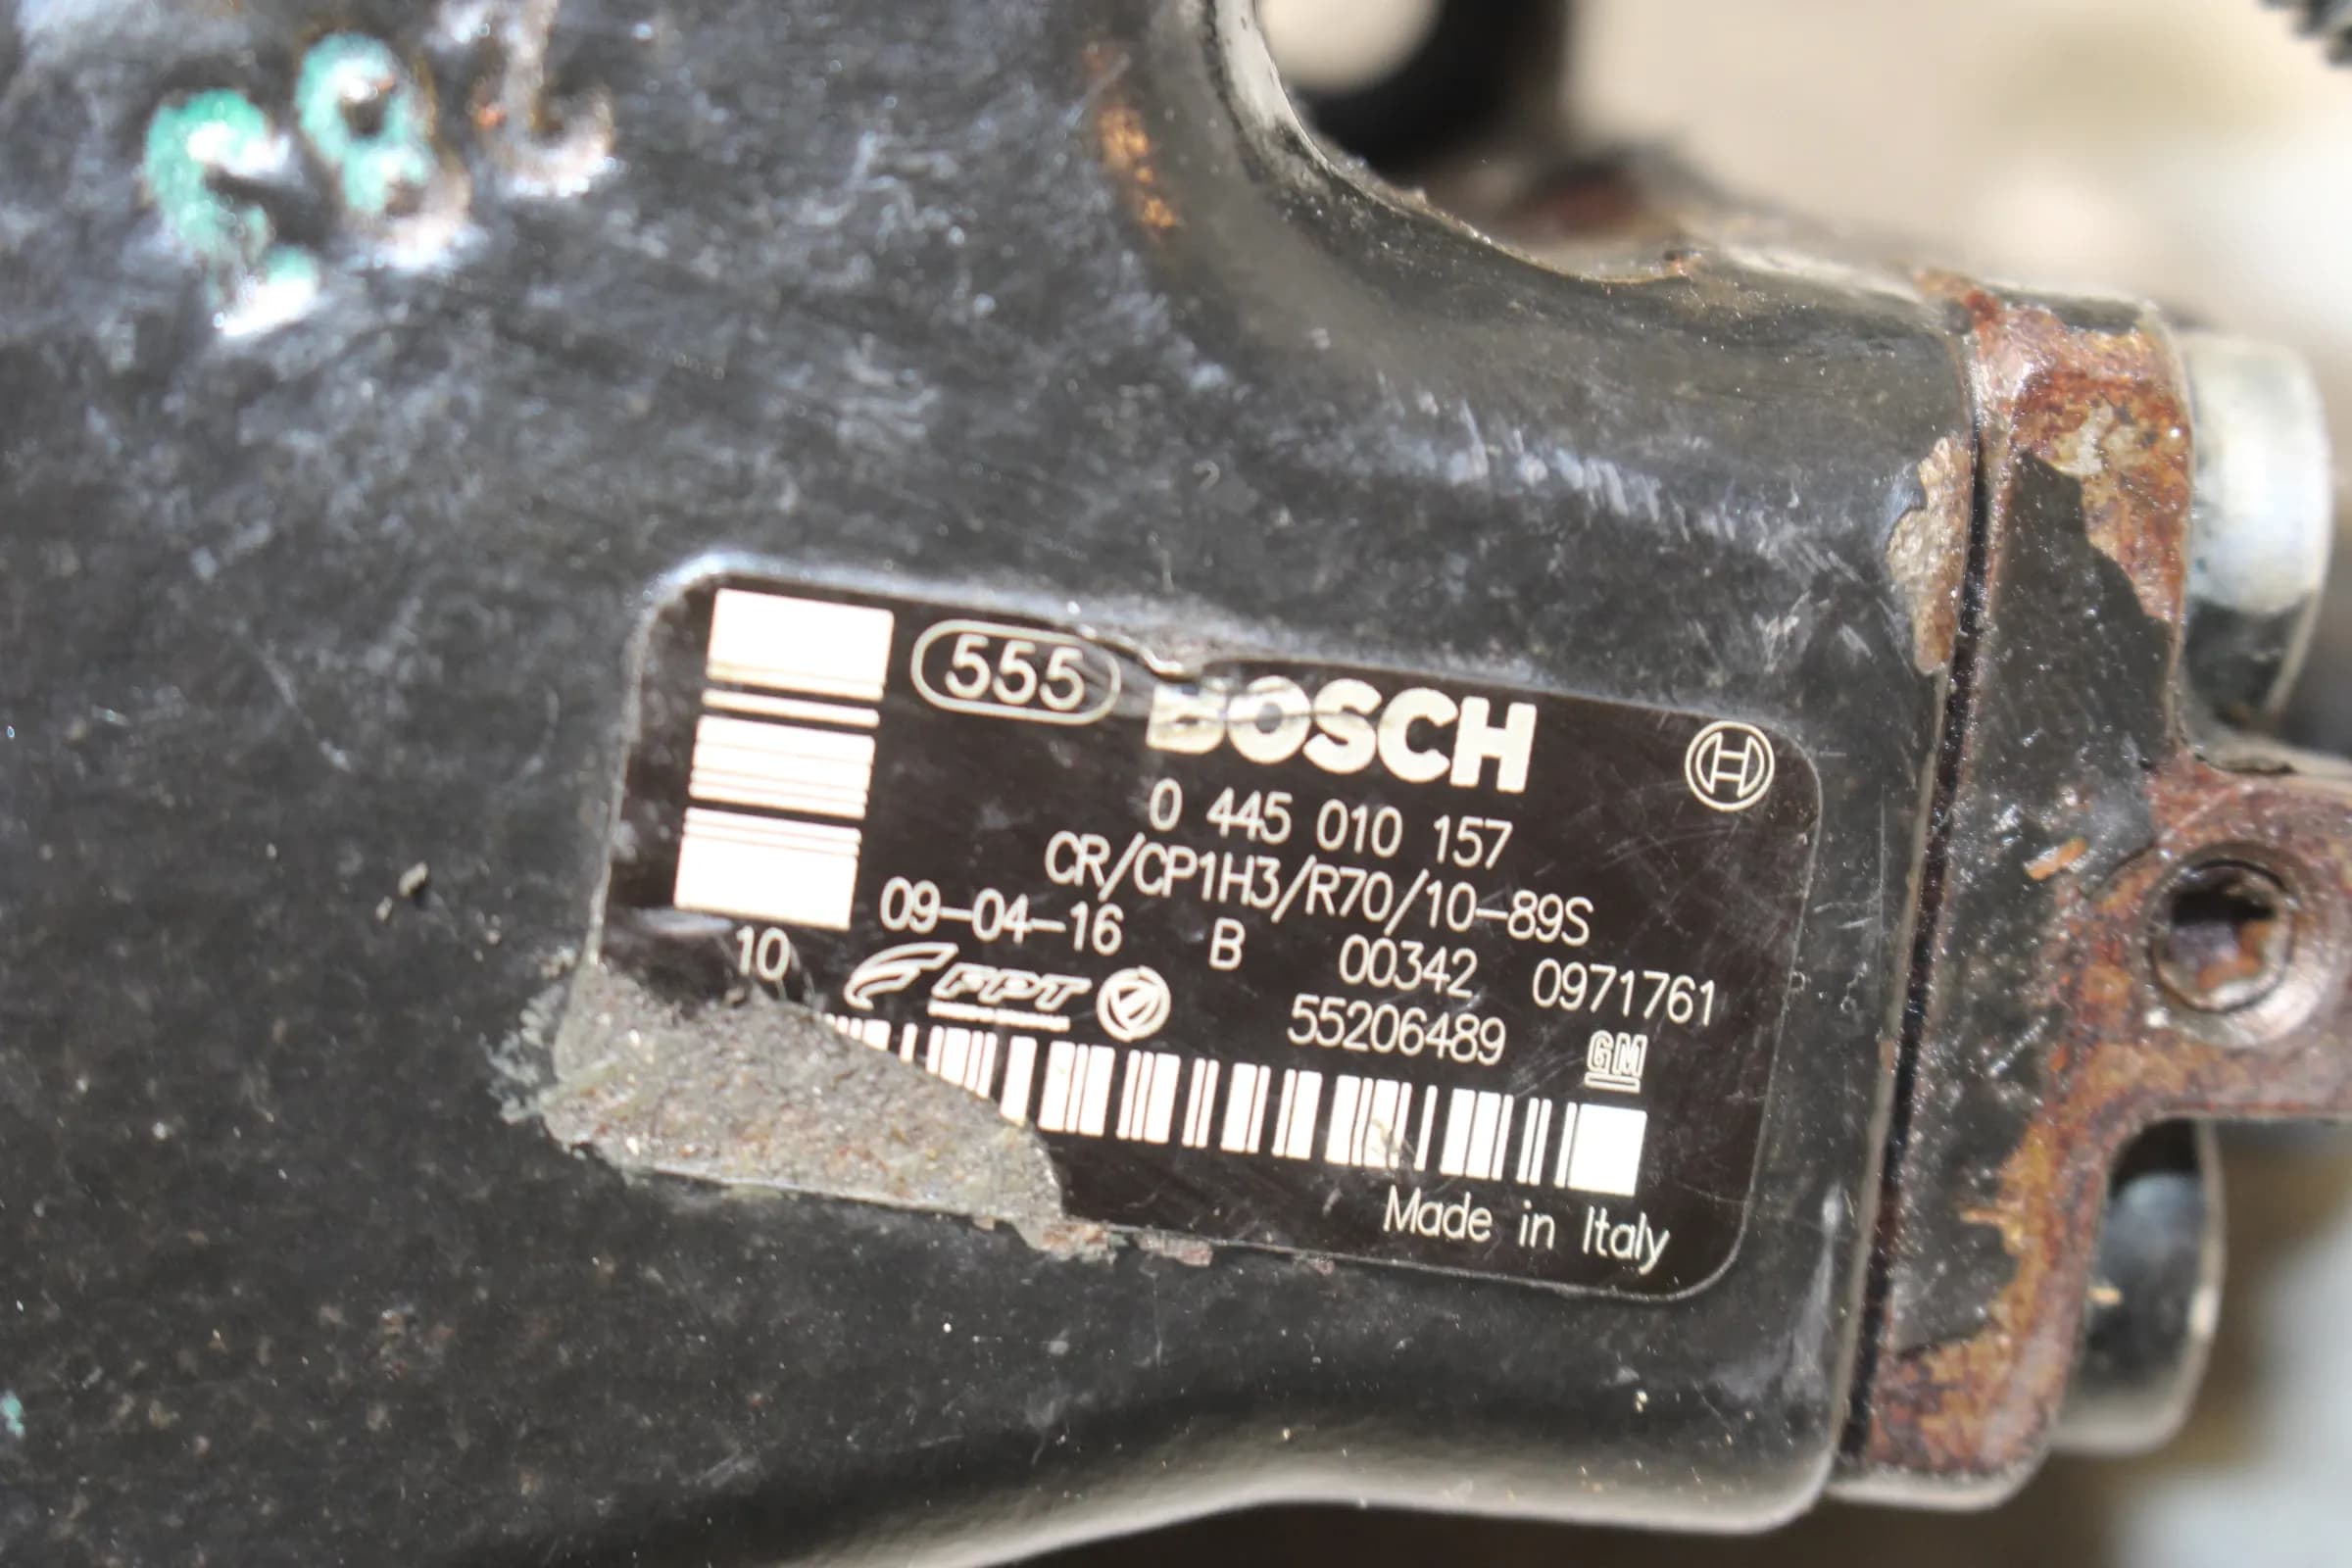 555 BOSCH
0 445 010 157
CR/CP1H3/R70/10-89S
09-04-16 B 00342 0971761
10 FPT 55206489 GM
Made in Italy